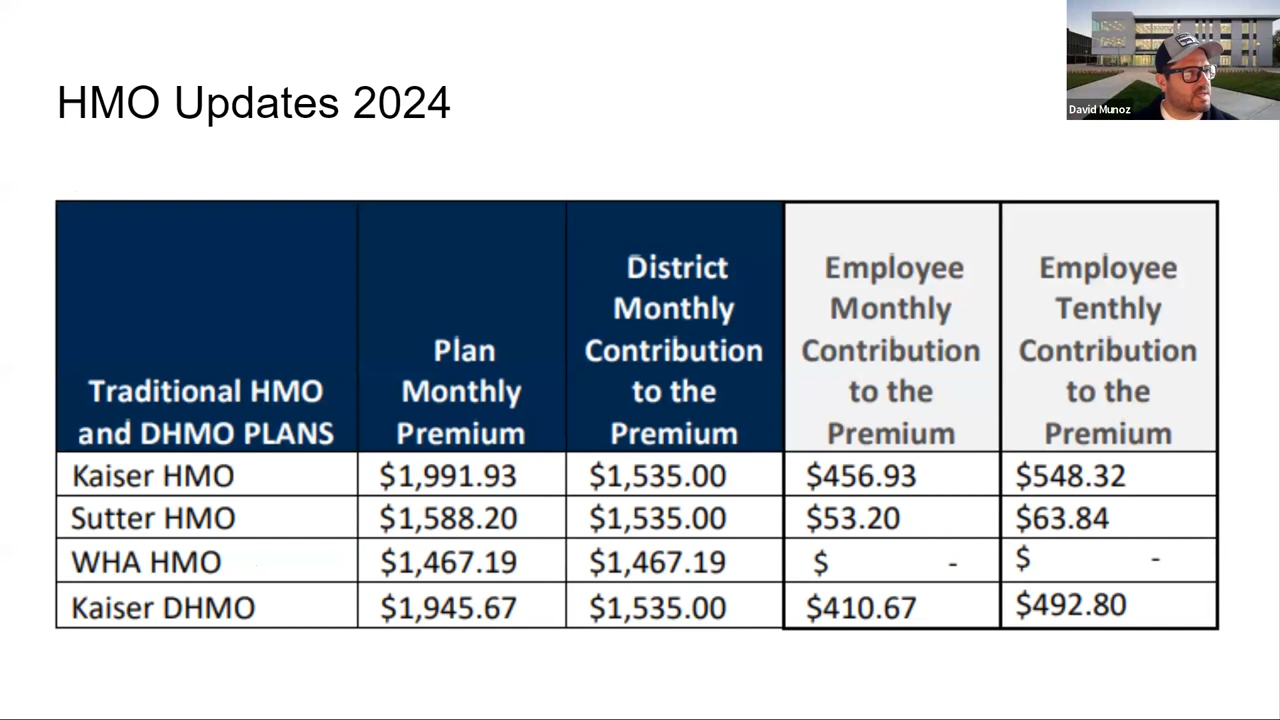 HMO Updates 2024
David Munoz
Traditional HMO
and DHMO PLANS
Plan
Monthly
Premium
District
Monthly
Contribution
to the
Premium
Employee
Monthly
Contribution
to the
Premium
Employee
Tenthly
Contribution
to the
Premium
Kaiser HMO $1,991.93 $1,535.00 $456.93 $548.32
Sutter HMO $1,588.20 $1,535.00 $53.20 $63.84
WHA HMO $1,467.19 $1,467.19 $ - $ -
Kaiser DHMO $1,945.67 $1,535.00 $410.67 $492.80